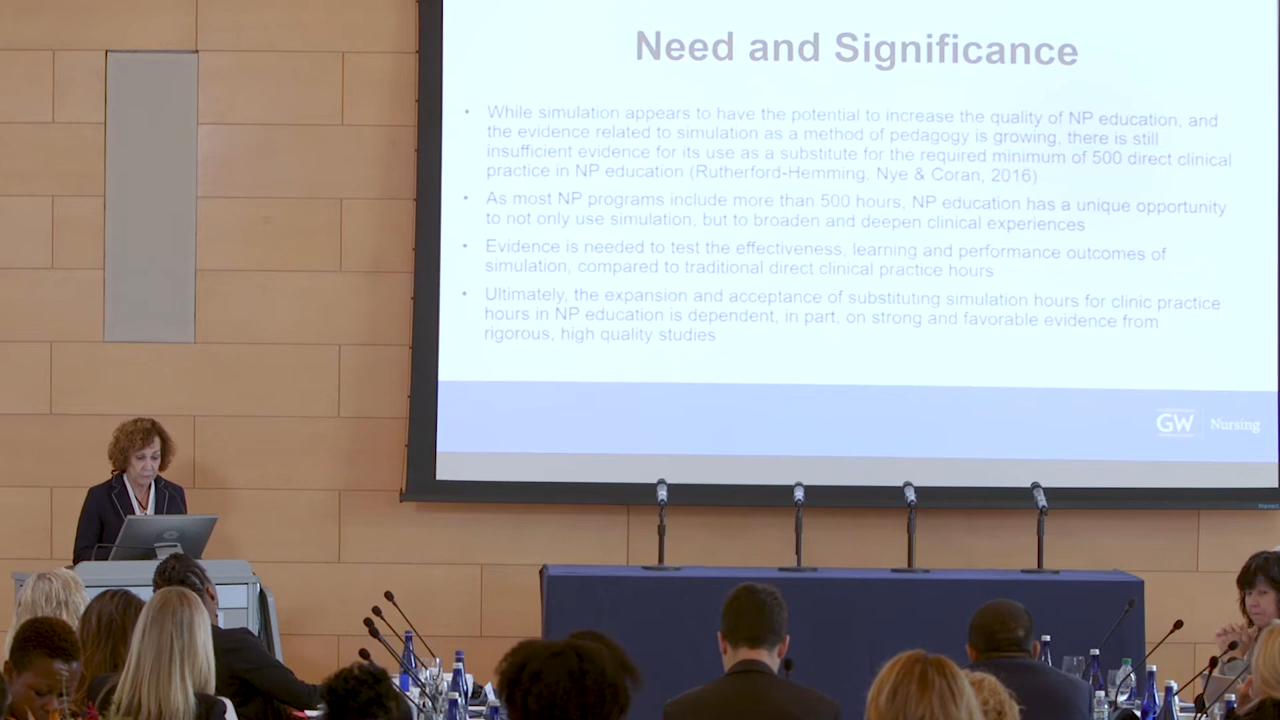 Need and Significance
• While simulation appears to have the potential to increase the quality of NP education, and
the evidence related to simulation as a method of pedagogy is growing, there is still
insufficient evidence for its use as a substitute for the required minimum of 500 direct clinical
practice in NP education (Rutherford-Hemming, Nye & Coran, 2016)
• As most NP programs include more than 500 hours, NP education has a unique opportunity
to not only use simulation, but to broaden and deepen clinical experiences
• Evidence is needed to test the effectiveness, learning and performance outcomes of
simulation, compared to traditional direct clinical practice hours
• Ultimately, the expansion and acceptance of substituting simulation hours for clinic practice
hours in NP education is dependent, in part, on strong and favorable evidence from
rigorous, high quality studies
GW Nursing